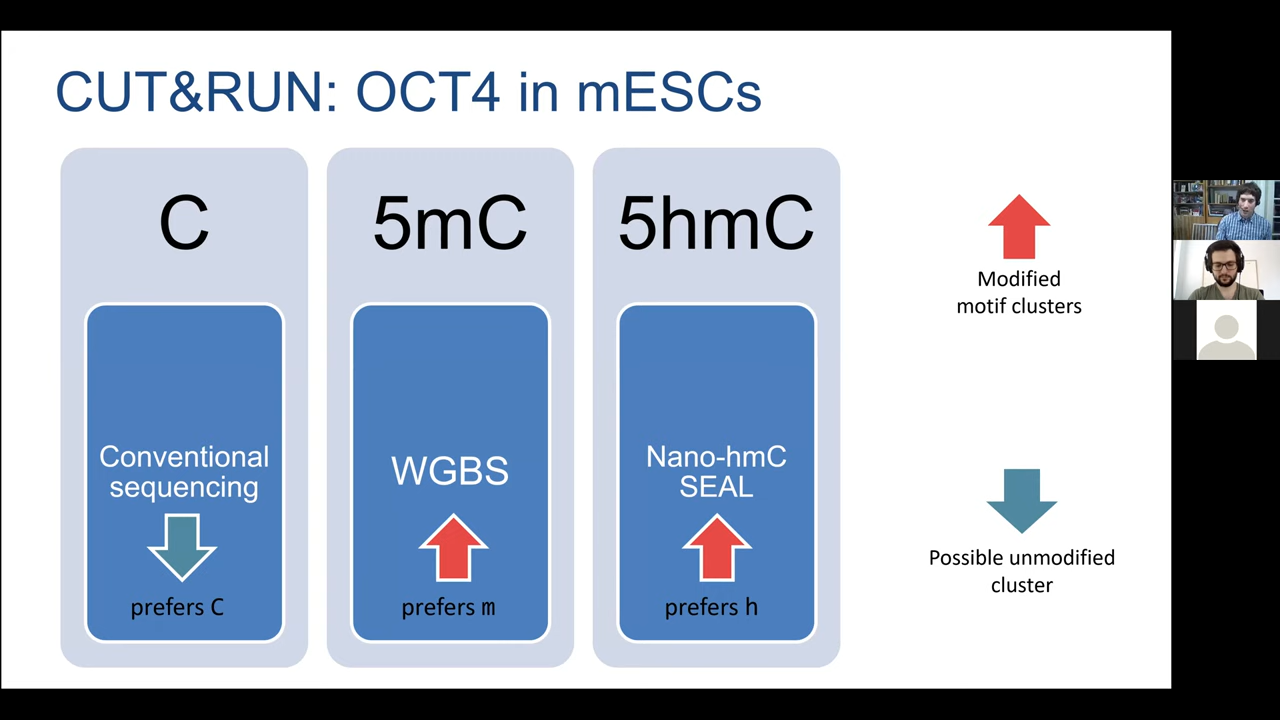 CUT&RUN: OCT4 in mESCs
C
Conventional
sequencing
prefers C
5mC
WGBS
prefers m
5hmC
Nano-hmC
SEAL
prefers h
Modified
motif clusters
Possible unmodified
cluster